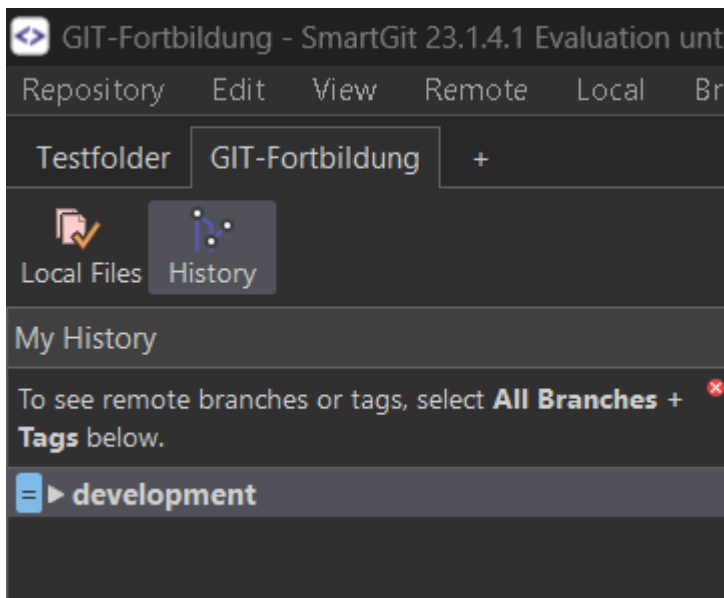 GIT-Fortbildung - SmartGit 23.1.4.1 Evaluation unt
Repository Edit View Remote Local Br
Testfolder GIT-Fortbildung +
Local Files History
My History
To see remote branches or tags, select All Branches +
Tags below.
= development